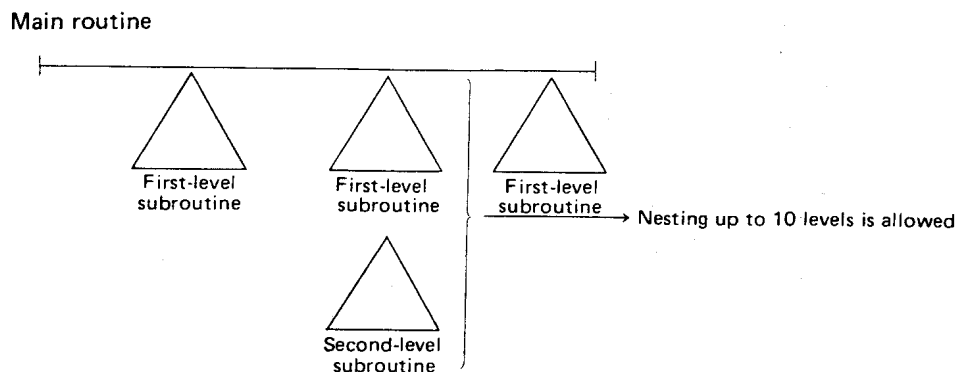 Main routine
First-level
subroutine
First-level
subroutine
First-level
subroutine
Nesting up to 10 levels is allowed
Second-level
subroutine